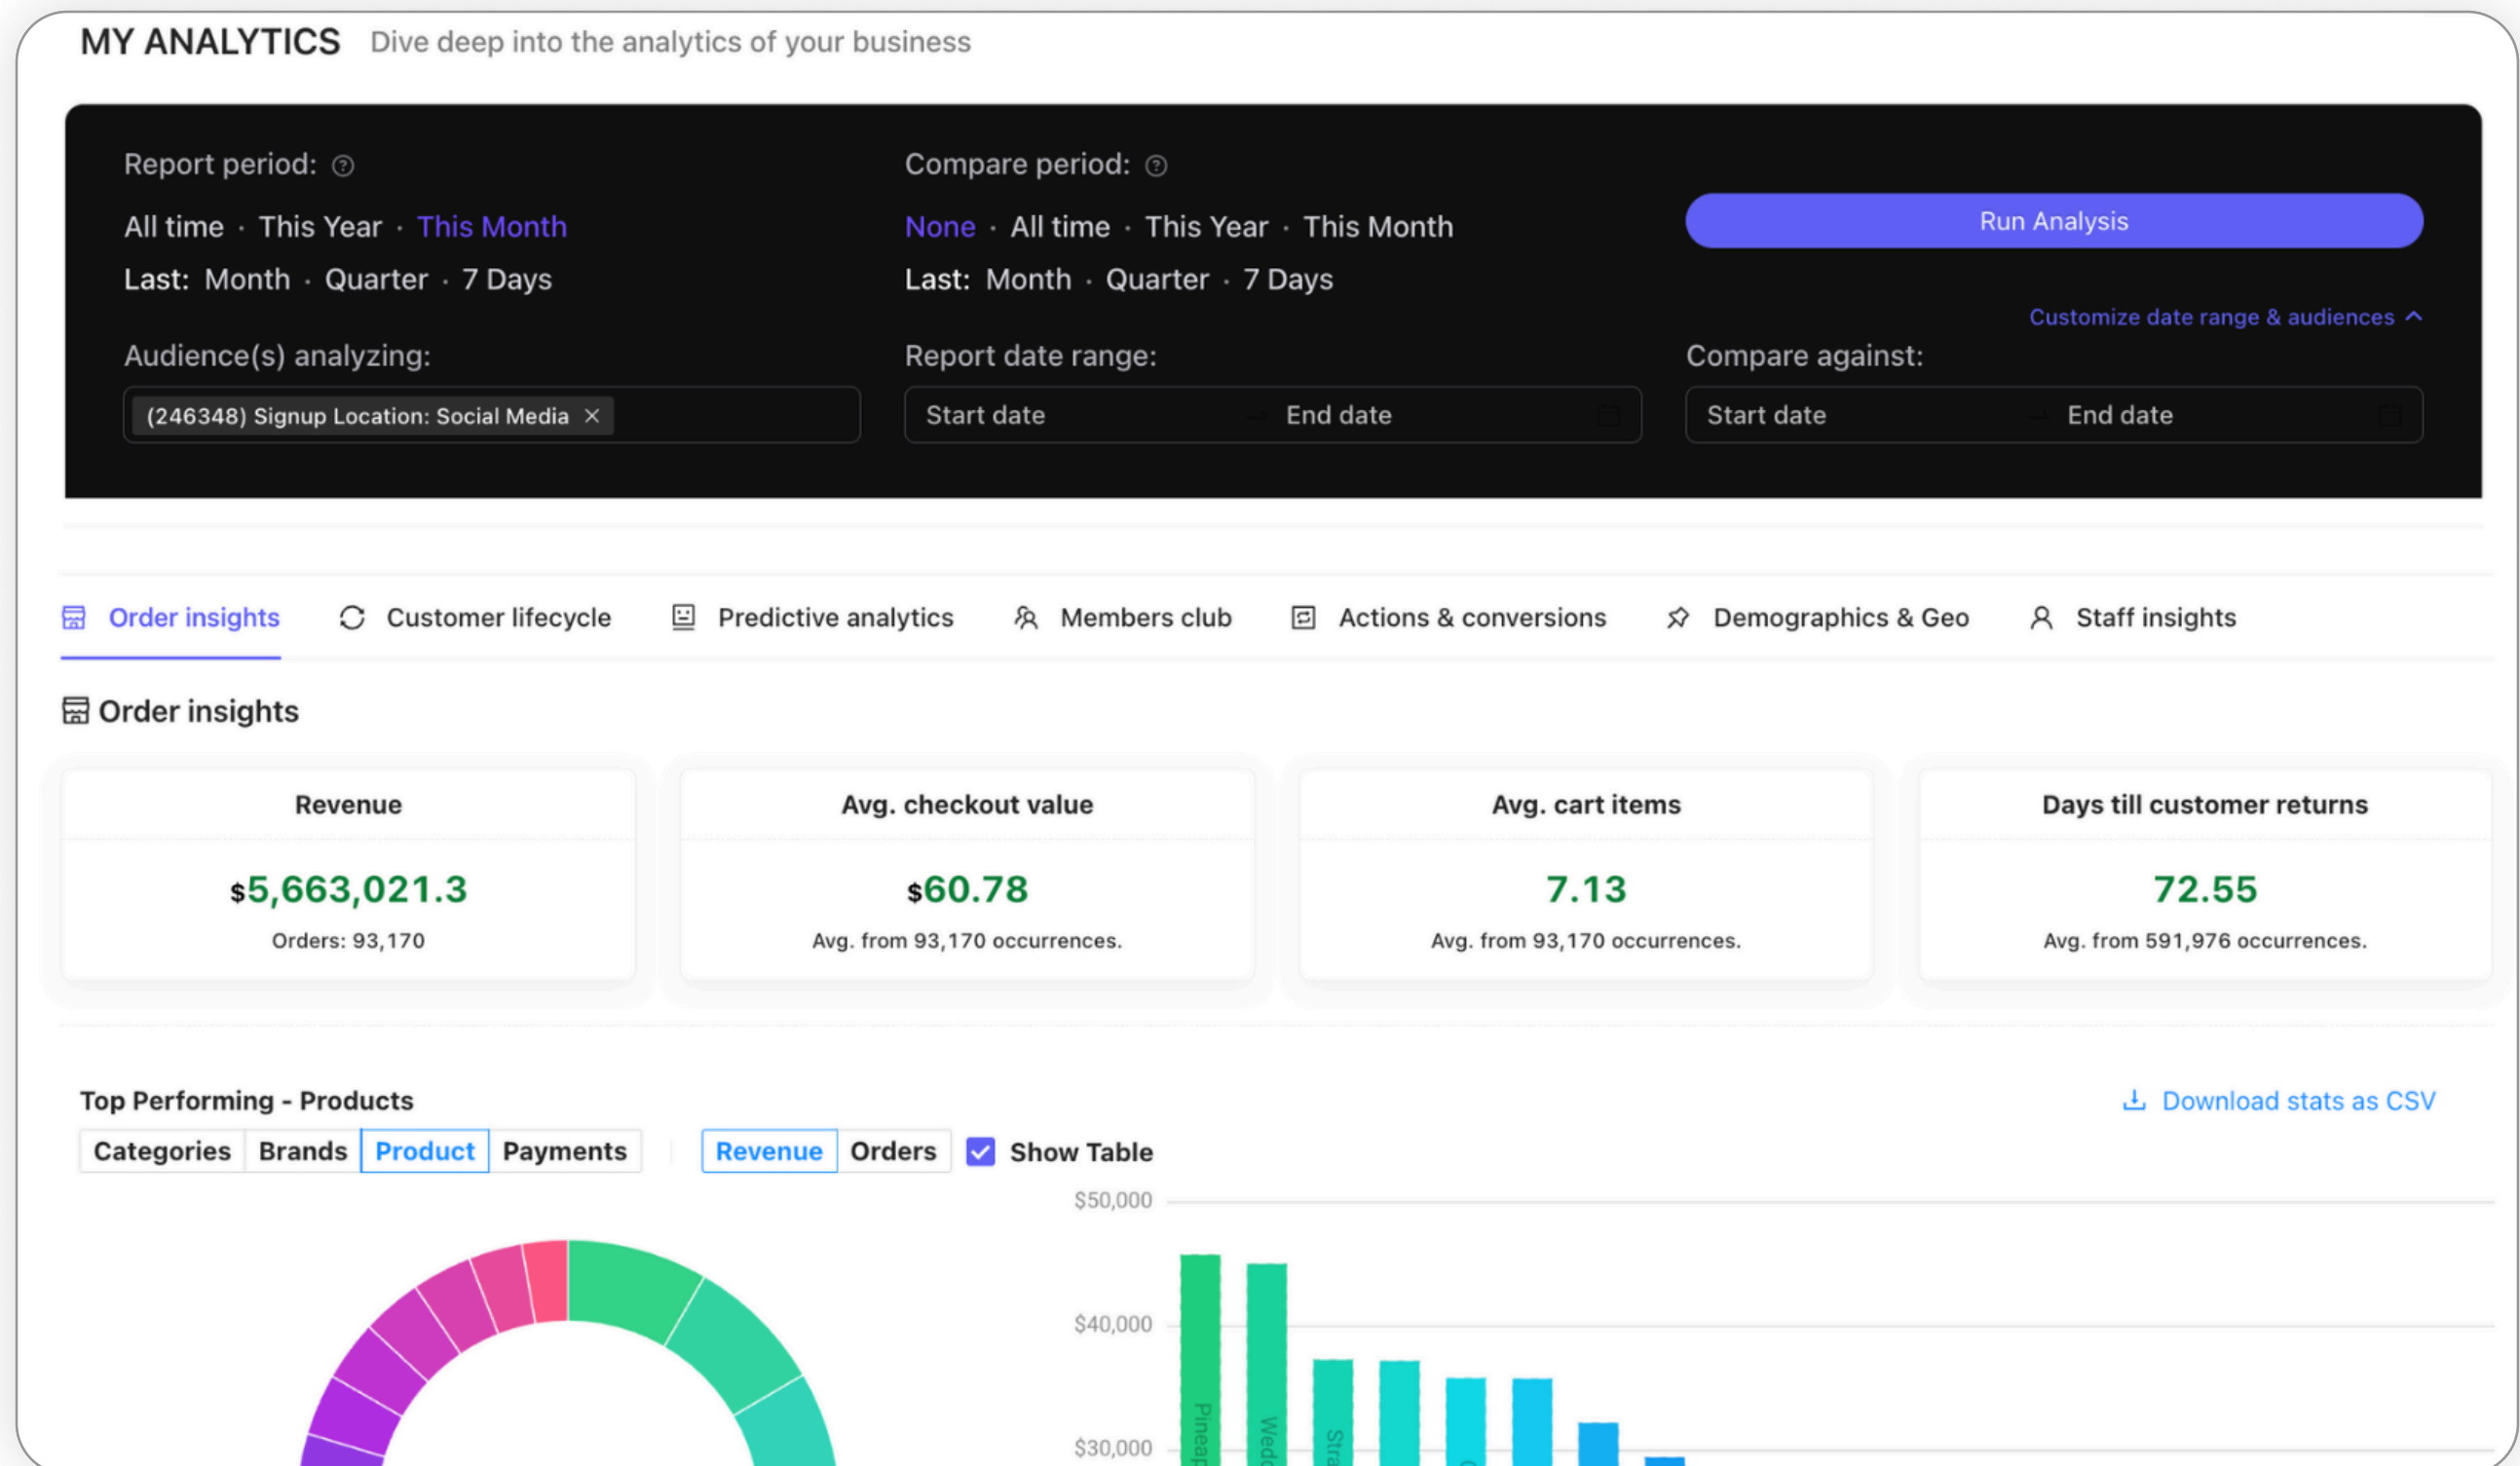 MY ANALYTICS Dive deep into the analytics of your business
Report period:
All time · This Year · This Month
Last: Month · Quarter · 7 Days
Compare period:
None · All time · This Year · This Month
Last: Month · Quarter · 7 Days
Run Analysis
Customize date range & audiences
Audience(s) analyzing:
(246348) Signup Location: Social Media ×
Report date range:
Start date → End date
Compare against:
Start date → End date
Order insights Customer lifecycle Predictive analytics Members club Actions & conversions Demographics & Geo Staff insights
Order insights
Revenue
$5,663,021.3
Orders: 93,170
Avg. checkout value
$60.78
Avg. from 93,170 occurrences.
Avg. cart items
7.13
Avg. from 93,170 occurrences.
Days till customer returns
72.55
Avg. from 591,976 occurrences.
Top Performing - Products
Download stats as CSV
Categories Brands Product Payments Revenue Orders Show Table
$50,000
$40,000
$30,000
Pineap
Wedd
Stra